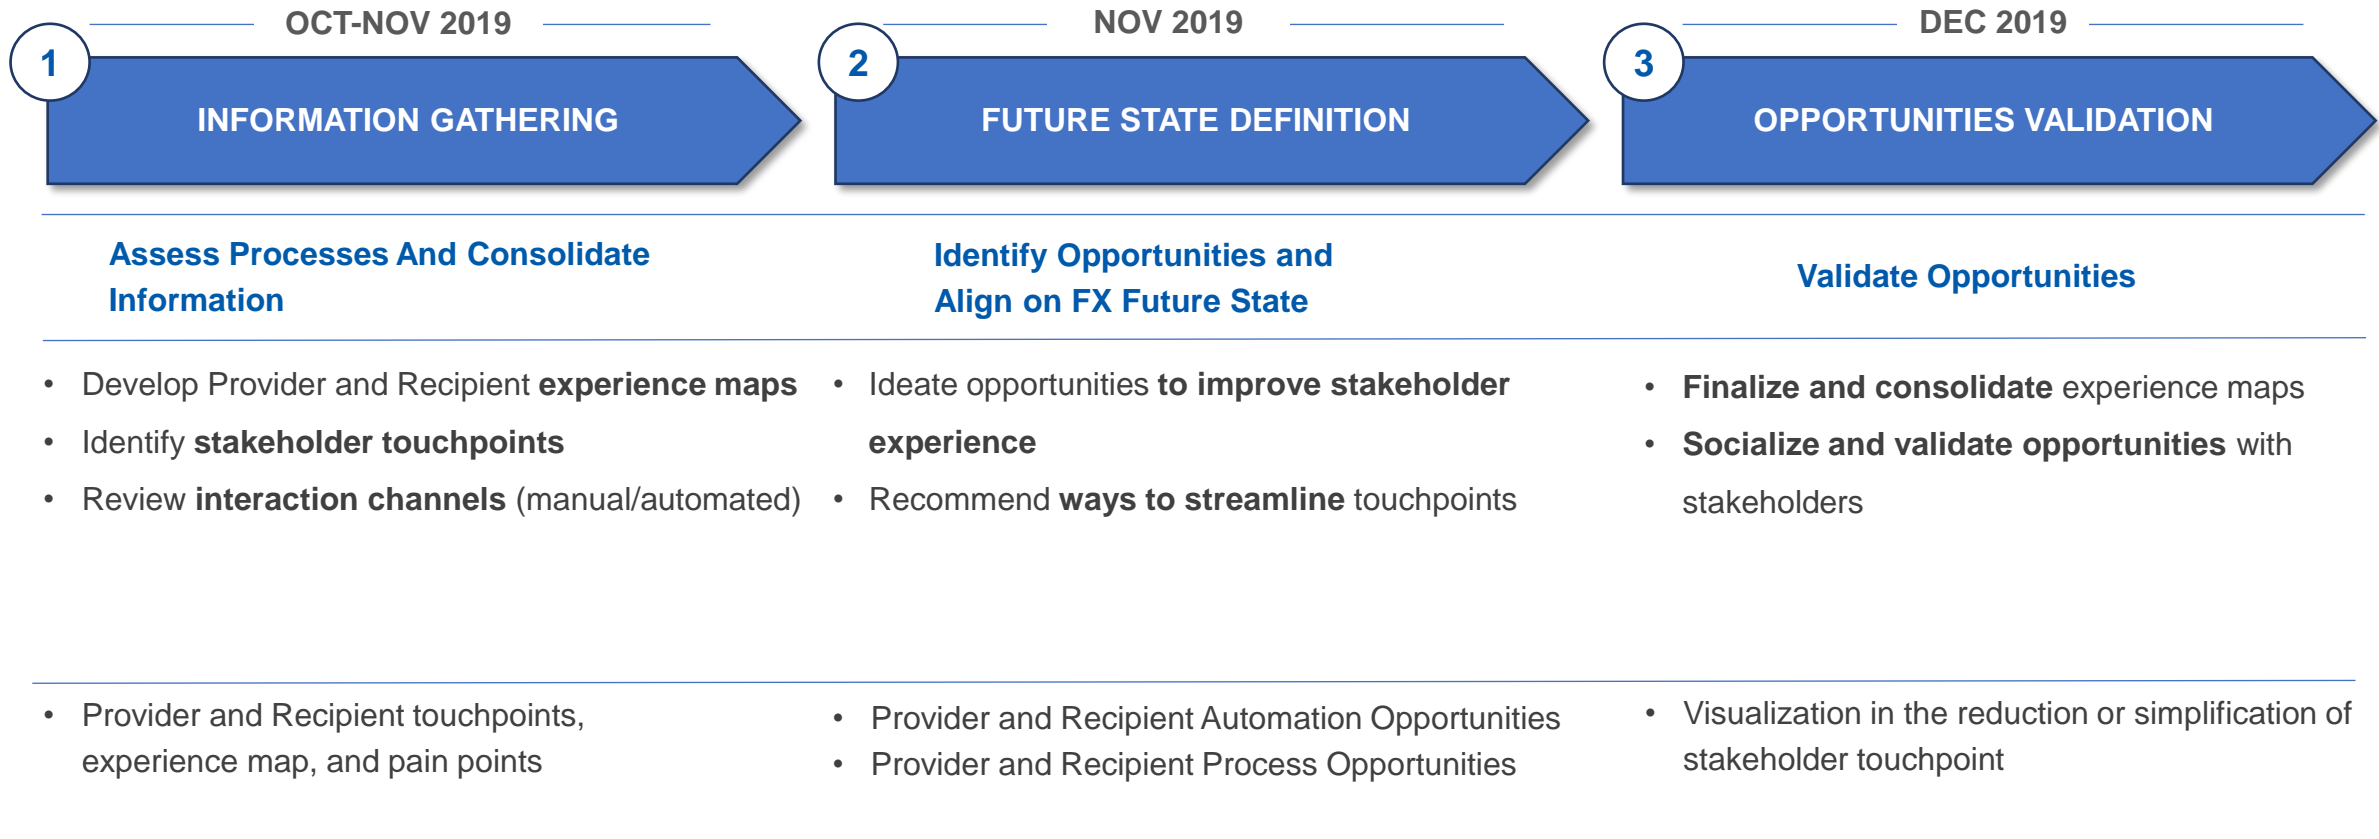 OCT-NOV 2019
1
INFORMATION GATHERING
Assess Processes And Consolidate
Information
• Develop Provider and Recipient experience maps
• Identify stakeholder touchpoints
• Review interaction channels (manual/automated)
• Provider and Recipient touchpoints,
experience map, and pain points
NOV 2019
2
FUTURE STATE DEFINITION
Identify Opportunities and
Align on FX Future State
• Ideate opportunities to improve stakeholder
experience
• Recommend ways to streamline touchpoints
• Provider and Recipient Automation Opportunities
• Provider and Recipient Process Opportunities
DEC 2019
3
OPPORTUNITIES VALIDATION
Validate Opportunities
• Finalize and consolidate experience maps
• Socialize and validate opportunities with
stakeholders
• Visualization in the reduction or simplification of
stakeholder touchpoint